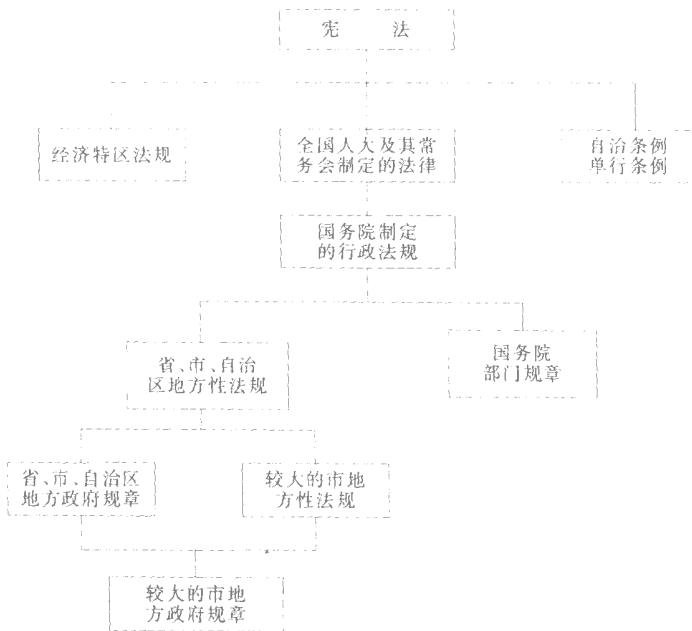 宪 法
经济特区法规
全国人大及其常
务会制定的法律
自治条例
单行条例
国务院制定
的行政法规
省、市、自治
区地方性法规
国务院
部门规章
省、市、自治区
地方政府规章
较大的市地
方性法规
较大的市地
方政府规章